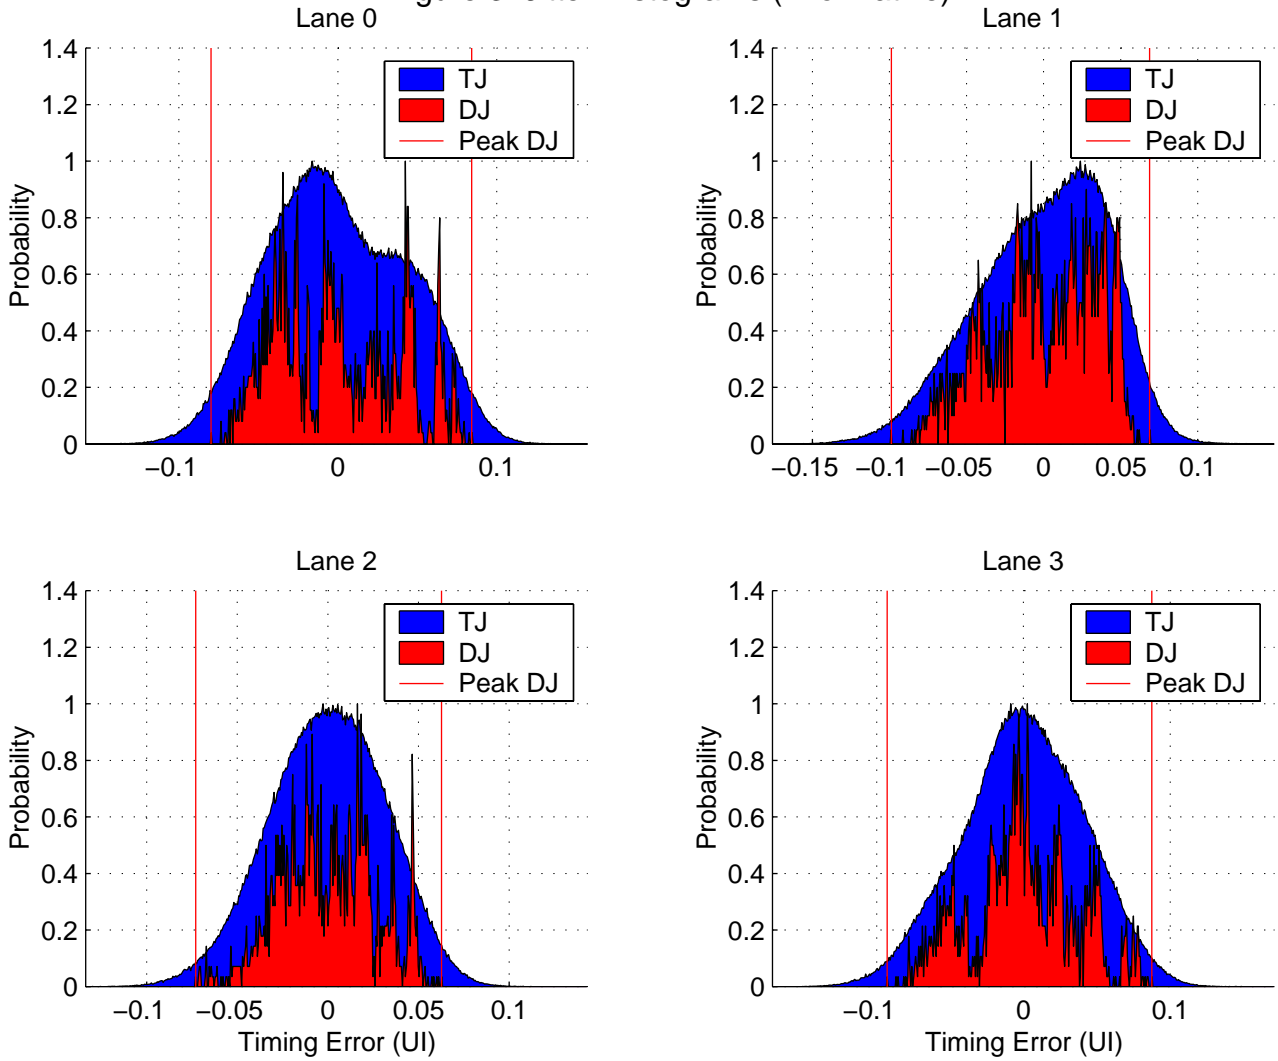 Lane 0
1.4
1.2
1
0.8
0.6
0.4
0.2
0
Probability
TJ
DJ
Peak DJ
−0.1 0 0.1
Lane 1
1.4
1.2
1
0.8
0.6
0.4
0.2
0
Probability
TJ
DJ
Peak DJ
−0.15 −0.1 −0.05 0 0.05 0.1
Lane 2
1.4
1.2
1
0.8
0.6
0.4
0.2
0
Probability
TJ
DJ
Peak DJ
−0.1 −0.05 0 0.05 0.1
Timing Error (UI)
Lane 3
1.4
1.2
1
0.8
0.6
0.4
0.2
0
Probability
TJ
DJ
Peak DJ
−0.1 0 0.1
Timing Error (UI)